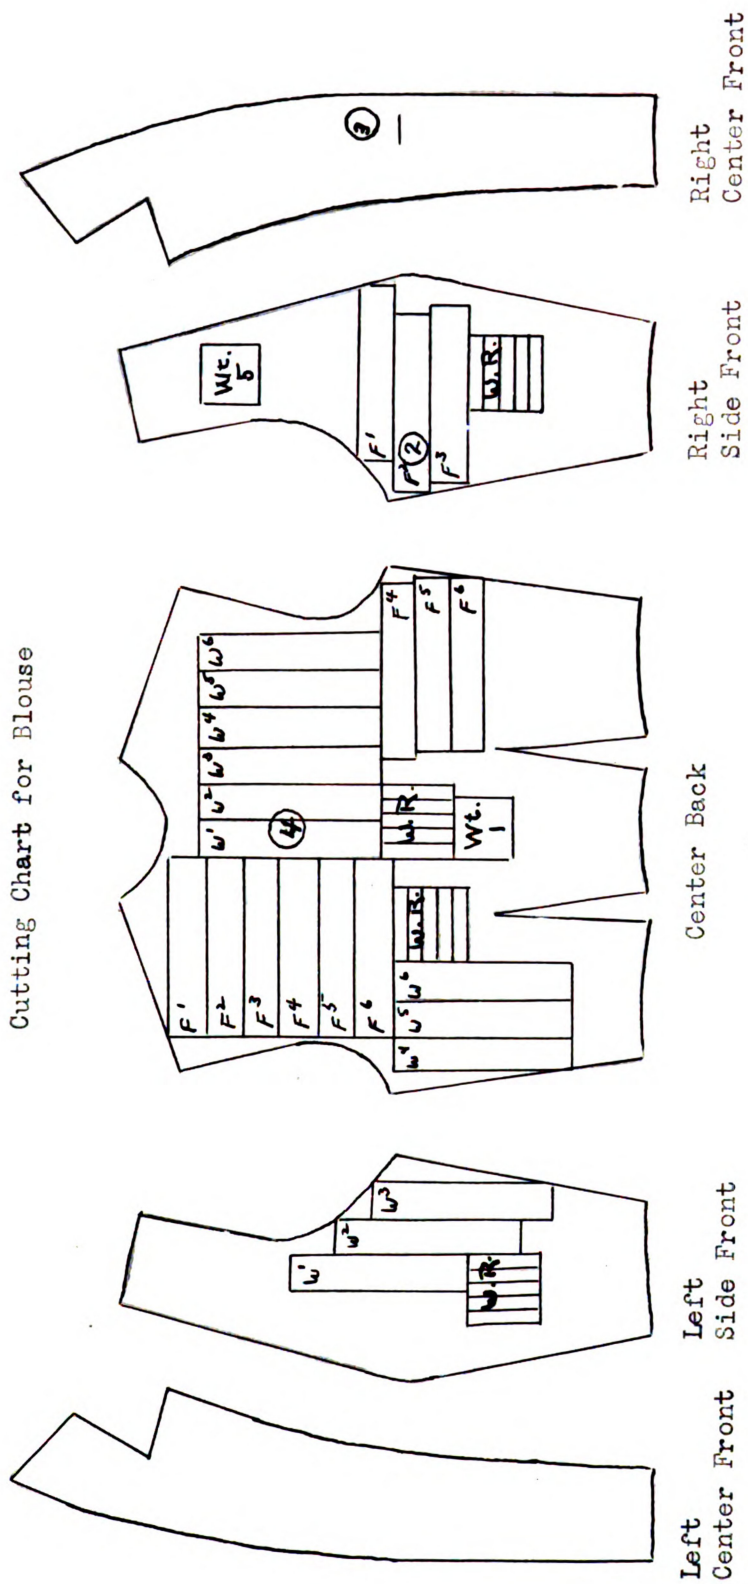 Cutting Chart for Blouse
Left
Center Front
W¹
W²
W³
W.R.
Left
Side Front
F¹
F²
F³
F⁴
F⁵
F⁶
W⁴ W⁵ W⁶
W.R.
W¹ W² W³ W⁴ W⁵ W⁶
4
W.R.
Wt.
1
F⁴
F⁵
F⁶
Center Back
Wt.
5
F¹
F² 2
F³
W.R.
Right
Side Front
3
Right
Center Front